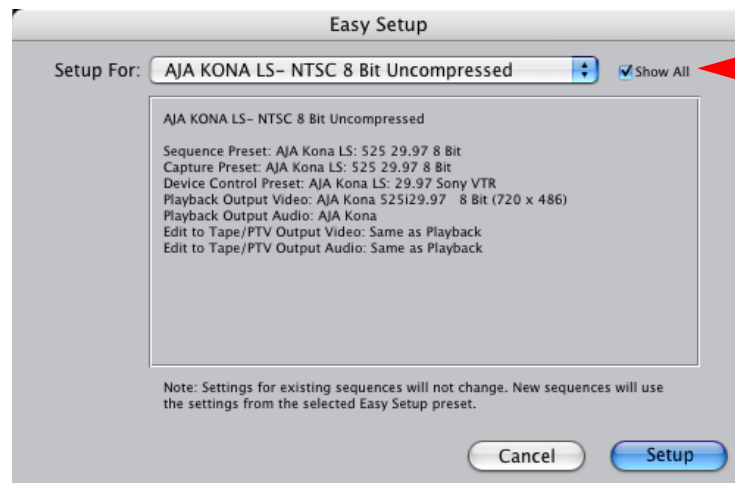 Easy Setup
Setup For: AJA KONA LS– NTSC 8 Bit Uncompressed Show All
AJA KONA LS– NTSC 8 Bit Uncompressed
Sequence Preset: AJA Kona LS: 525 29.97 8 Bit
Capture Preset: AJA Kona LS: 525 29.97 8 Bit
Device Control Preset: AJA Kona LS: 29.97 Sony VTR
Playback Output Video: AJA Kona 525i29.97 8 Bit (720 x 486)
Playback Output Audio: AJA Kona
Edit to Tape/PTV Output Video: Same as Playback
Edit to Tape/PTV Output Audio: Same as Playback
Note: Settings for existing sequences will not change. New sequences will use
the settings from the selected Easy Setup preset.
Cancel Setup